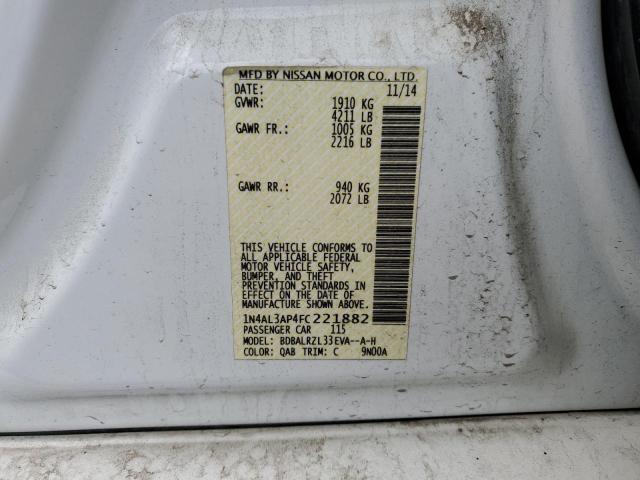 MFD BY NISSAN MOTOR CO., LTD
DATE: 11/14
GVWR: 1910 KG
4211 LB
GAWR FR.: 1005 KG
2216 LB
GAWR RR.: 940 KG
2072 LB
THIS VEHICLE CONFORMS TO
ALL APPLICABLE FEDERAL
MOTOR VEHICLE SAFETY,
BUMPER, AND THEFT
PREVENTION STANDARDS IN
EFFECT ON THE DATE OF
MANUFACTURE SHOWN ABOVE.
1N4AL3AP4FC221882
PASSENGER CAR 115
MODEL: BDBALRZL33EVA--A-H
COLOR: QAB TRIM: C 9N00A